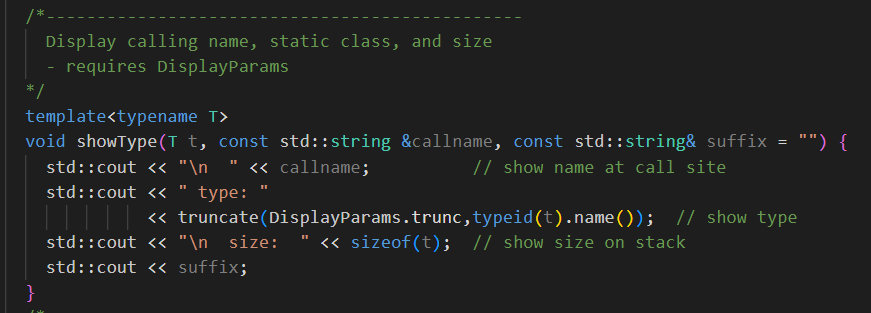 /*-----------------------------------------------
  Display calling name, static class, and size
  - requires DisplayParams
*/
template<typename T>
void showType(T t, const std::string &callname, const std::string& suffix = "") {
  std::cout << "\n  " << callname;          // show name at call site
  std::cout << " type: "
            << truncate(DisplayParams.trunc,typeid(t).name());  // show type
  std::cout << "\n  size:  " << sizeof(t);  // show size on stack
  std::cout << suffix;
}
/*